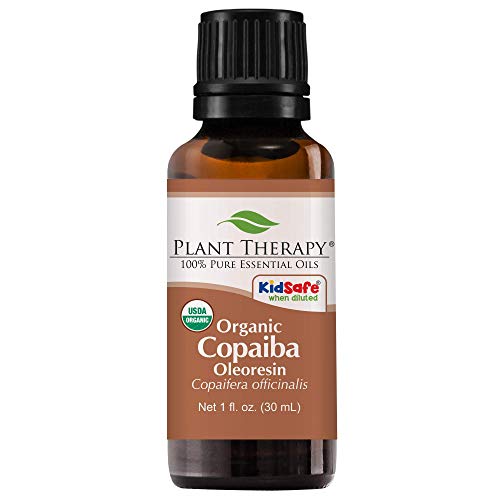 PLANT THERAPY®
100% PURE ESSENTIAL OILS
KidSafe®
when diluted
USDA
ORGANIC
Organic
Copaiba
Oleoresin
Copaifera officinalis
Net 1 fl. oz. (30 mL)